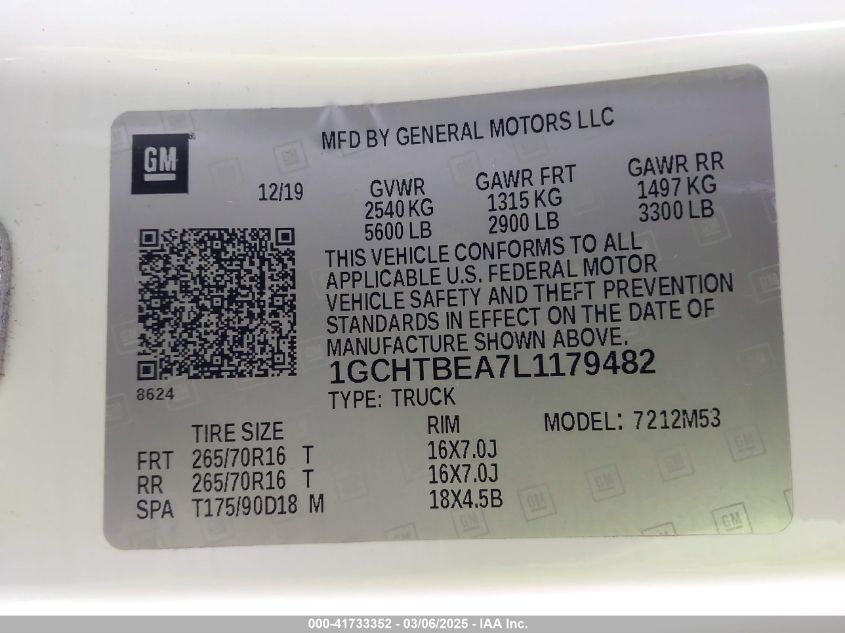 MFD BY GENERAL MOTORS LLC
GM
12/19
GVWR GAWR FRT GAWR RR
2540 KG 1315 KG 1497 KG
5600 LB 2900 LB 3300 LB
THIS VEHICLE CONFORMS TO ALL
APPLICABLE U.S. FEDERAL MOTOR
VEHICLE SAFETY AND THEFT PREVENTION
STANDARDS IN EFFECT ON THE DATE OF
MANUFACTURE SHOWN ABOVE.
1GCHTBEA7L1179482
8624
TYPE: TRUCK
TIRE SIZE RIM MODEL: 7212M53
FRT 265/70R16 T 16X7.0J
RR 265/70R16 T 16X7.0J
SPA T175/90D18 M 18X4.5B
000-41733352 — 03/06/2025 — IAA Inc.